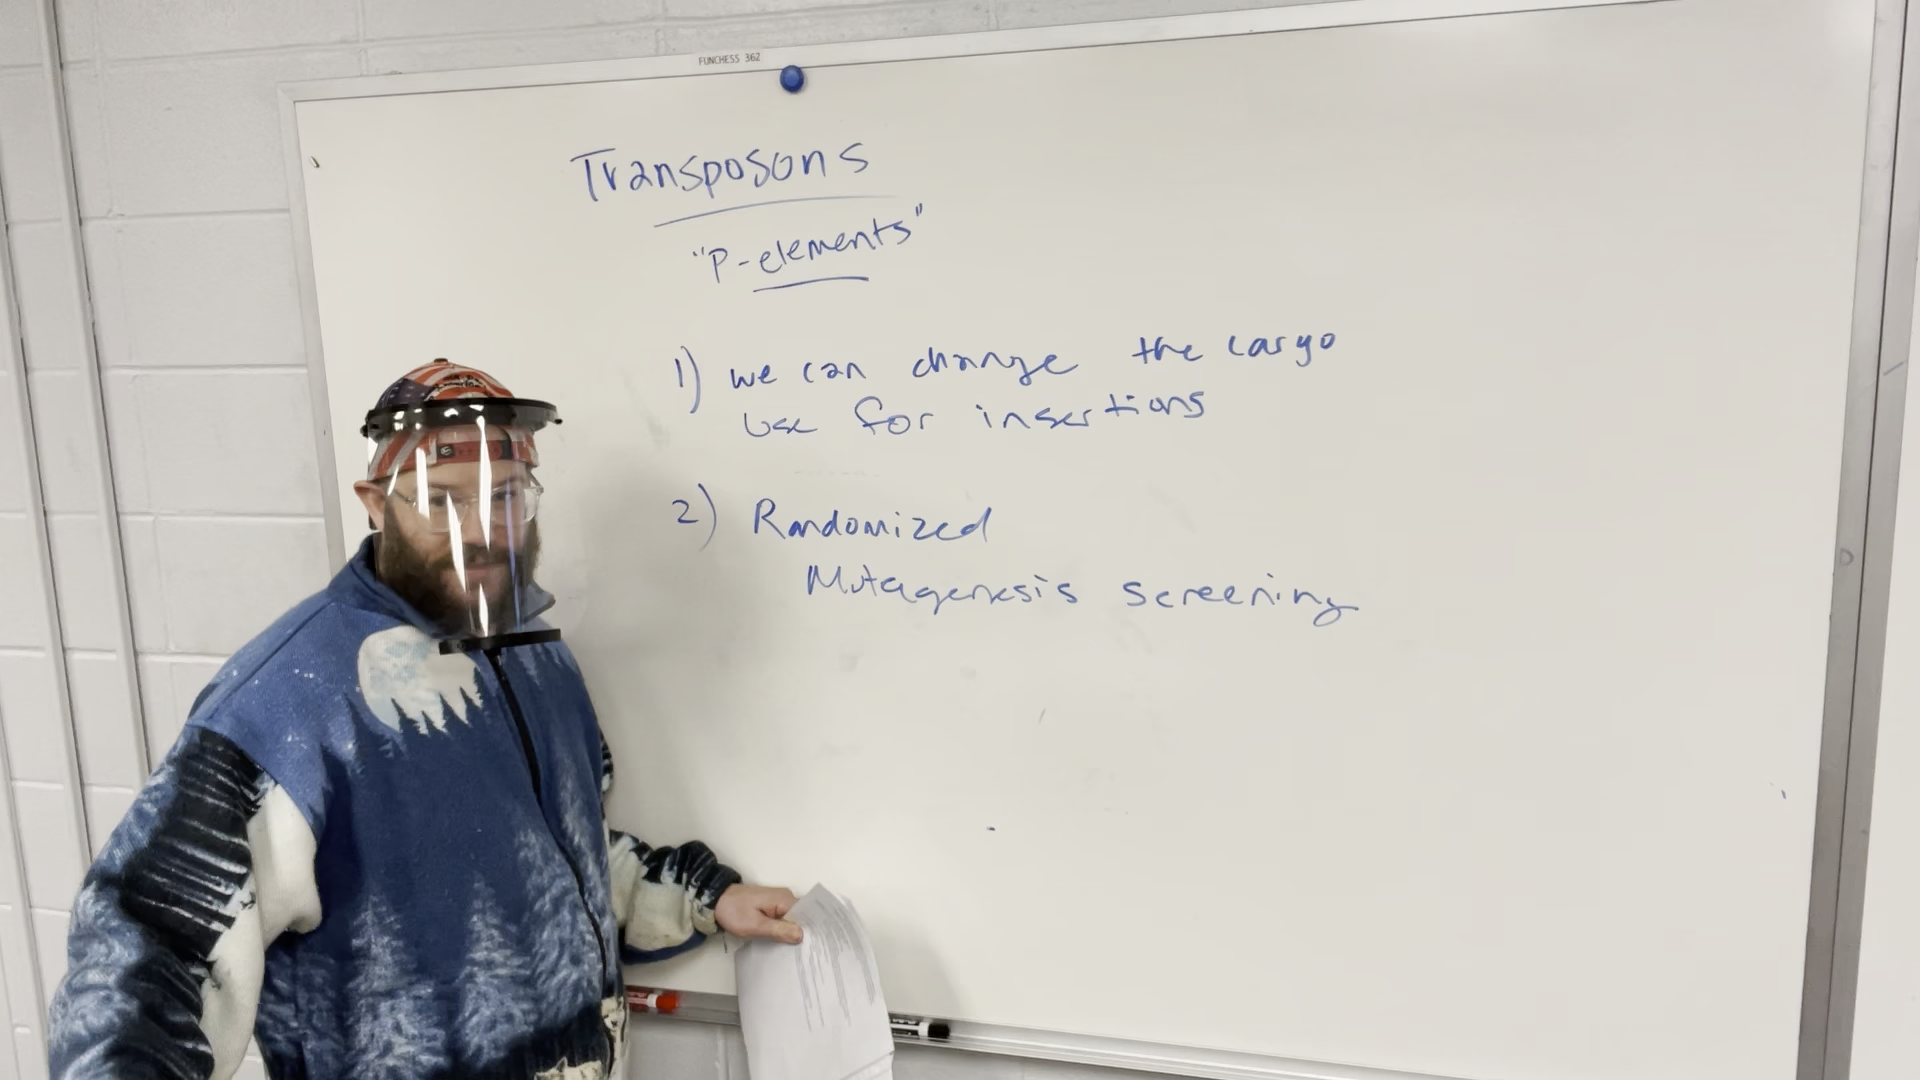 FUNCHESS 362
Transposons
"P-elements"
1) we can change the cargo
use for insertions
2) Randomized
Mutagenesis screening